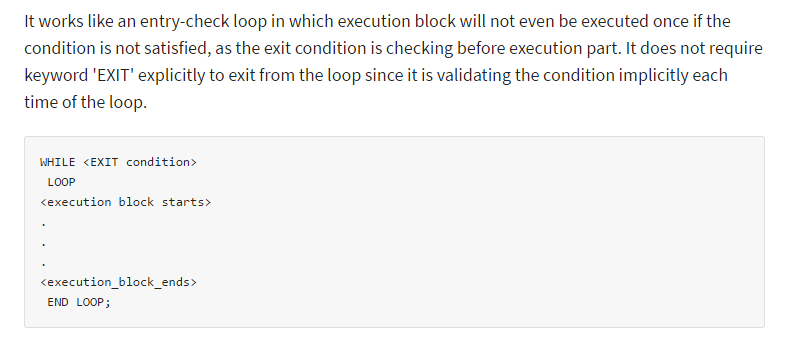 It works like an entry-check loop in which execution block will not even be executed once if the
condition is not satisfied, as the exit condition is checking before execution part. It does not require
keyword 'EXIT' explicitly to exit from the loop since it is validating the condition implicitly each
time of the loop.
WHILE <EXIT condition>
LOOP
<execution block starts>
.
.
.
<execution_block_ends>
END LOOP;